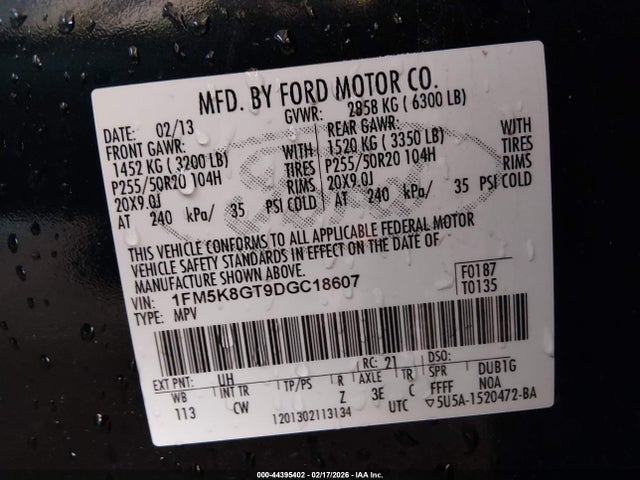 MFD. BY FORD MOTOR CO.
DATE: 02/13 GVWR: 2858 KG ( 6300 LB)
FRONT GAWR: REAR GAWR:
1452 KG ( 3200 LB) WITH 1520 KG ( 3350 LB) WITH
P255/50R20 104H TIRES P255/50R20 104H TIRES
20X9.0J RIMS 20X9.0J RIMS
AT 240 kPa/ 35 PSI COLD AT 240 kPa/ 35 PSI COLD
THIS VEHICLE CONFORMS TO ALL APPLICABLE FEDERAL MOTOR
VEHICLE SAFETY STANDARDS IN EFFECT ON THE DATE OF
MANUFACTURE SHOWN ABOVE.
VIN: 1FM5K8GT9DGC18607 F0187
TYPE: MPV T0135
EXT PNT: UH RC: 21 DSO:
WB INT TR TP/PS R AXLE TR SPR DUBTG
113 CW Z 3E C FFFF NOA
1201302113134 UTC ▽5U5A-1520472-BA
Ford
000-44395402 - 02/17/2026 - IAA Inc.